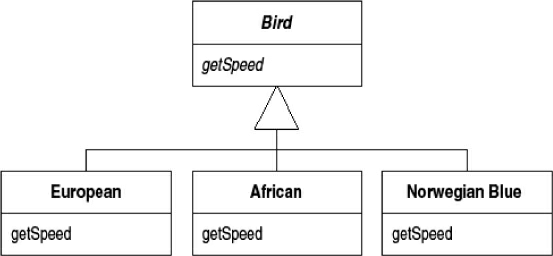 Bird
getSpeed
European
African
Norwegian Blue
getSpeed
getSpeed
getSpeed